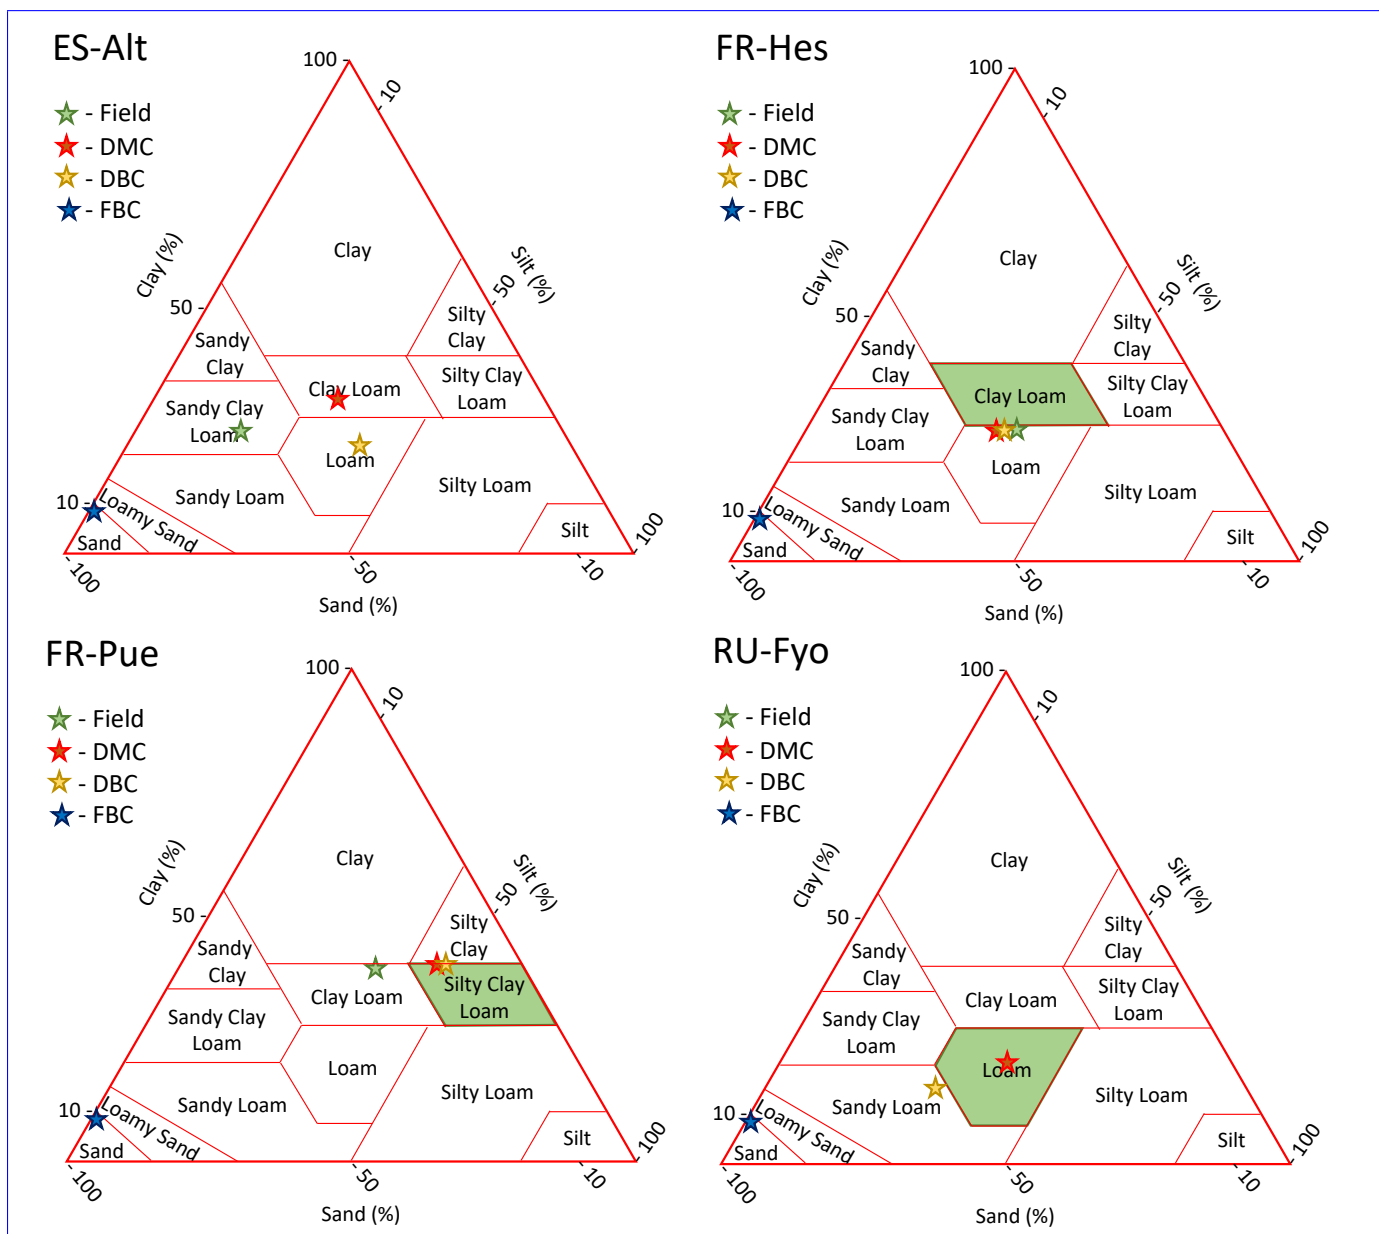 ES-Alt
- Field
- DMC
- DBC
- FBC
100 -
- 10
Clay
Clay (%)
Silt (%)
50 -
- 50
Sandy
Clay
Silty
Clay
Clay Loam
Silty Clay
Loam
Sandy Clay
Loam
Loam
Sandy Loam
Silty Loam
10 -
Loamy Sand
Sand
Silt
- 100
- 100
- 50
- 10
Sand (%)
FR-Hes
- Field
- DMC
- DBC
- FBC
100 -
- 10
Clay
Clay (%)
Silt (%)
50 -
- 50
Sandy
Clay
Silty
Clay
Clay Loam
Silty Clay
Loam
Sandy Clay
Loam
Loam
Sandy Loam
Silty Loam
10 -
Loamy Sand
Sand
Silt
- 100
- 100
- 50
- 10
Sand (%)
FR-Pue
- Field
- DMC
- DBC
- FBC
100 -
- 10
Clay
Clay (%)
Silt (%)
50 -
- 50
Sandy
Clay
Silty
Clay
Clay Loam
Silty Clay
Loam
Sandy Clay
Loam
Loam
Sandy Loam
Silty Loam
10 -
Loamy Sand
Sand
Silt
- 100
- 100
- 50
- 10
Sand (%)
RU-Fyo
- Field
- DMC
- DBC
- FBC
100 -
- 10
Clay
Clay (%)
Silt (%)
50 -
- 50
Sandy
Clay
Silty
Clay
Clay Loam
Silty Clay
Loam
Sandy Clay
Loam
Loam
Sandy Loam
Silty Loam
10 -
Loamy Sand
Sand
Silt
- 100
- 100
- 50
- 10
Sand (%)